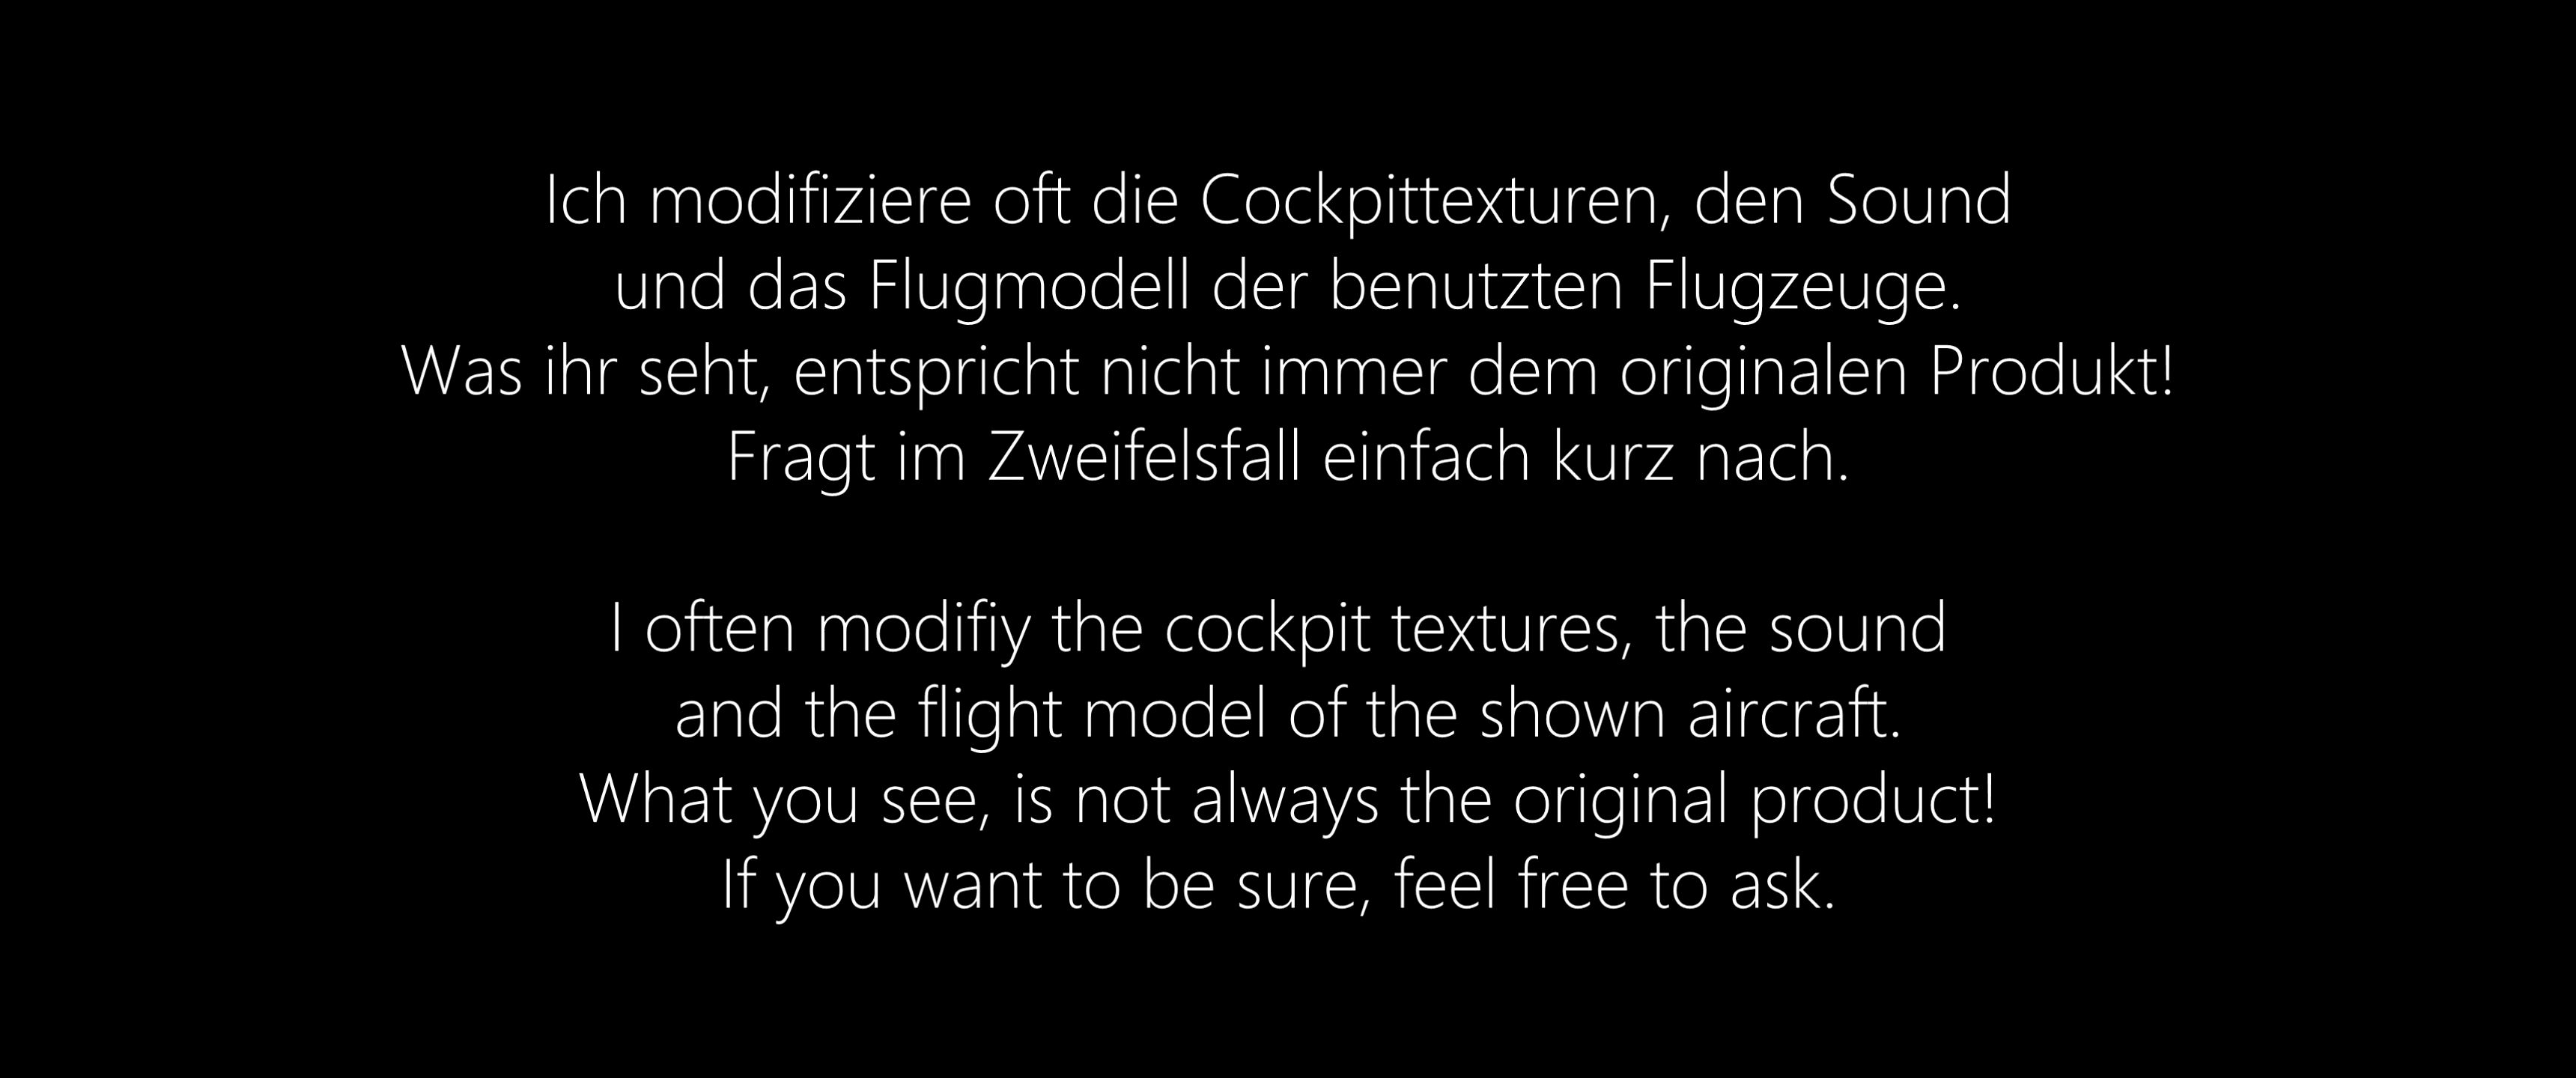 Ich modifiziere oft die Cockpittexturen, den Sound
und das Flugmodell der benutzten Flugzeuge.
Was ihr seht, entspricht nicht immer dem originalen Produkt!
Fragt im Zweifelsfall einfach kurz nach.
I often modifiy the cockpit textures, the sound
and the flight model of the shown aircraft.
What you see, is not always the original product!
If you want to be sure, feel free to ask.